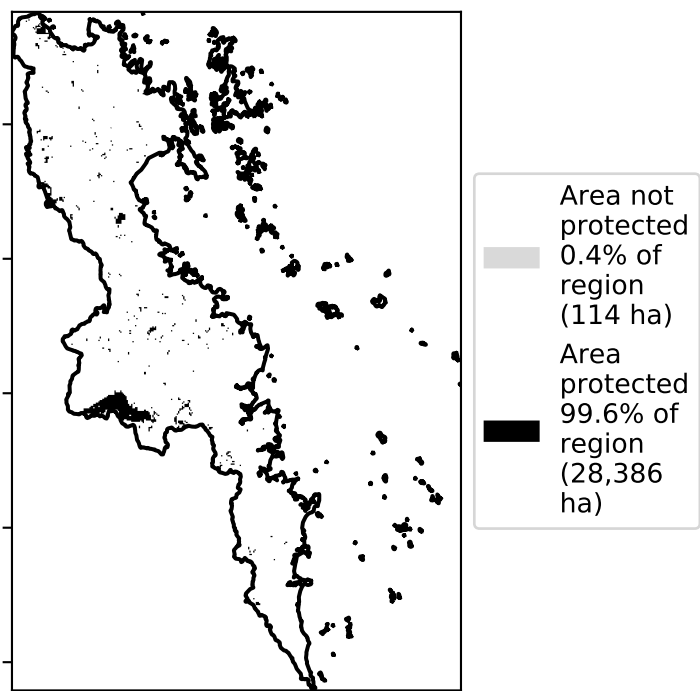 Area not
protected
0.4% of
region
(114 ha)
Area
protected
99.6% of
region
(28,386
ha)